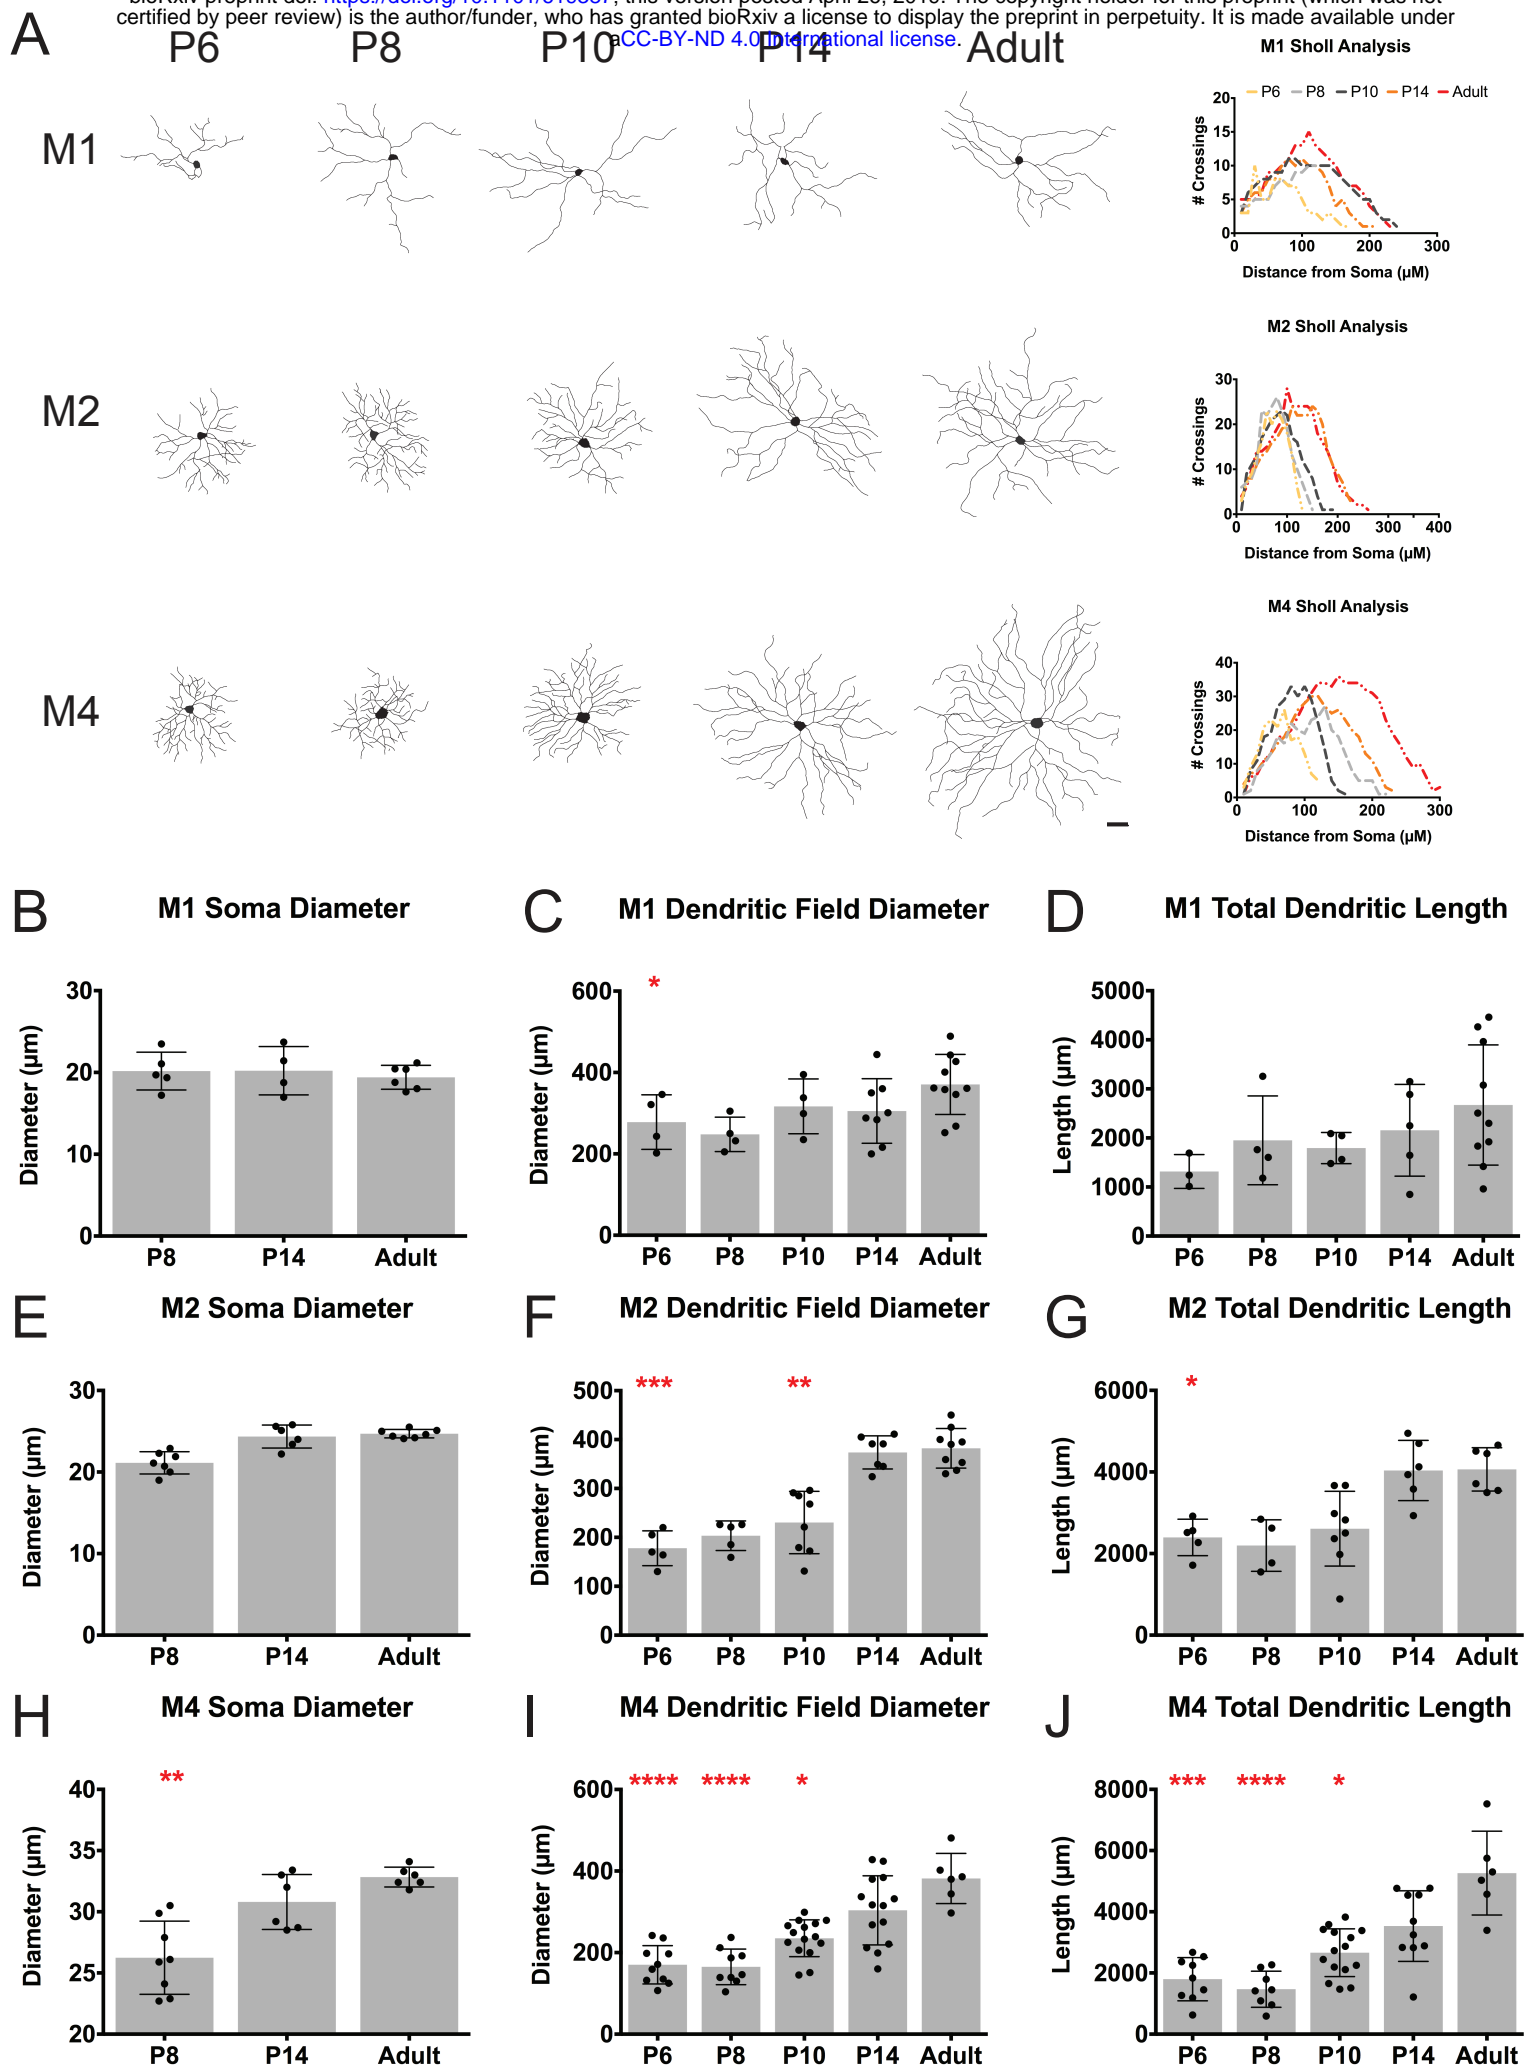 certified by peer review) is the author/funder, who has granted bioRxiv a license to display the preprint in perpetuity. It is made available under
aCC-BY-ND 4.0 International license.
A
P6 P8 P10 P14 Adult
M1
M2
M4
M1 Sholl Analysis
P6 P8 P10 P14 Adult
# Crossings
20
15
10
5
0
0 100 200 300
Distance from Soma (µM)
M2 Sholl Analysis
# Crossings
30
20
10
0
0 100 200 300 400
Distance from Soma (µM)
M4 Sholl Analysis
# Crossings
40
30
20
10
0
0 100 200 300
Distance from Soma (µM)
B
M1 Soma Diameter
Diameter (µm)
30
20
10
0
P8 P14 Adult
C
M1 Dendritic Field Diameter
*
Diameter (µm)
600
400
200
0
P6 P8 P10 P14 Adult
D
M1 Total Dendritic Length
Length (µm)
5000
4000
3000
2000
1000
0
P6 P8 P10 P14 Adult
E
M2 Soma Diameter
Diameter (µm)
30
20
10
0
P8 P14 Adult
F
M2 Dendritic Field Diameter
*** **
Diameter (µm)
500
400
300
200
100
0
P6 P8 P10 P14 Adult
G
M2 Total Dendritic Length
*
Length (µm)
6000
4000
2000
0
P6 P8 P10 P14 Adult
H
M4 Soma Diameter
**
Diameter (µm)
40
35
30
25
20
P8 P14 Adult
I
M4 Dendritic Field Diameter
**** **** *
Diameter (µm)
600
400
200
0
P6 P8 P10 P14 Adult
J
M4 Total Dendritic Length
*** **** *
Length (µm)
8000
6000
4000
2000
0
P6 P8 P10 P14 Adult